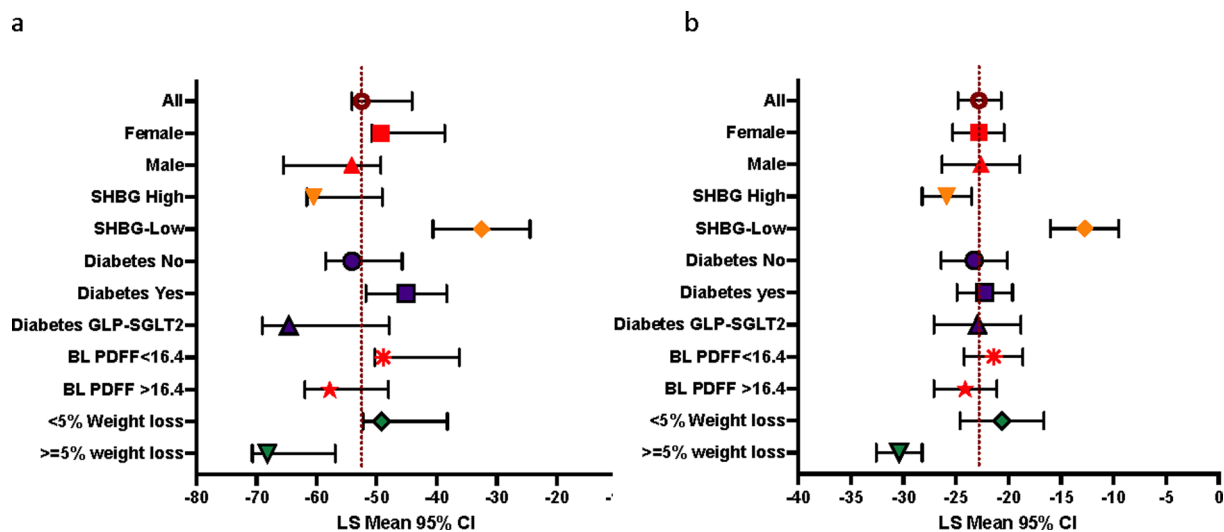 a
All
Female
Male
SHBG High
SHBG-Low
Diabetes No
Diabetes Yes
Diabetes GLP-SGLT2
BL PDFF<16.4
BL PDFF >16.4
<5% Weight loss
>=5% weight loss
-80 -70 -60 -50 -40 -30 -20
LS Mean 95% CI
b
All
Female
Male
SHBG High
SHBG-Low
Diabetes No
Diabetes yes
Diabetes GLP-SGLT2
BL PDFF<16.4
BL PDFF >16.4
<5% Weight loss
>=5% weight loss
-40 -35 -30 -25 -20 -15 -10 -5 0
LS Mean 95% CI